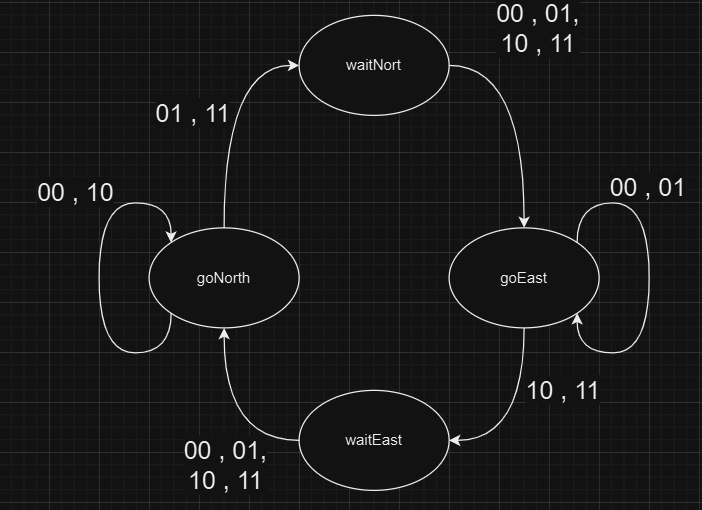 00 , 01,
10 , 11
waitNort
01 , 11
00 , 10
00 , 01
goNorth
goEast
10 , 11
waitEast
00 , 01,
10 , 11